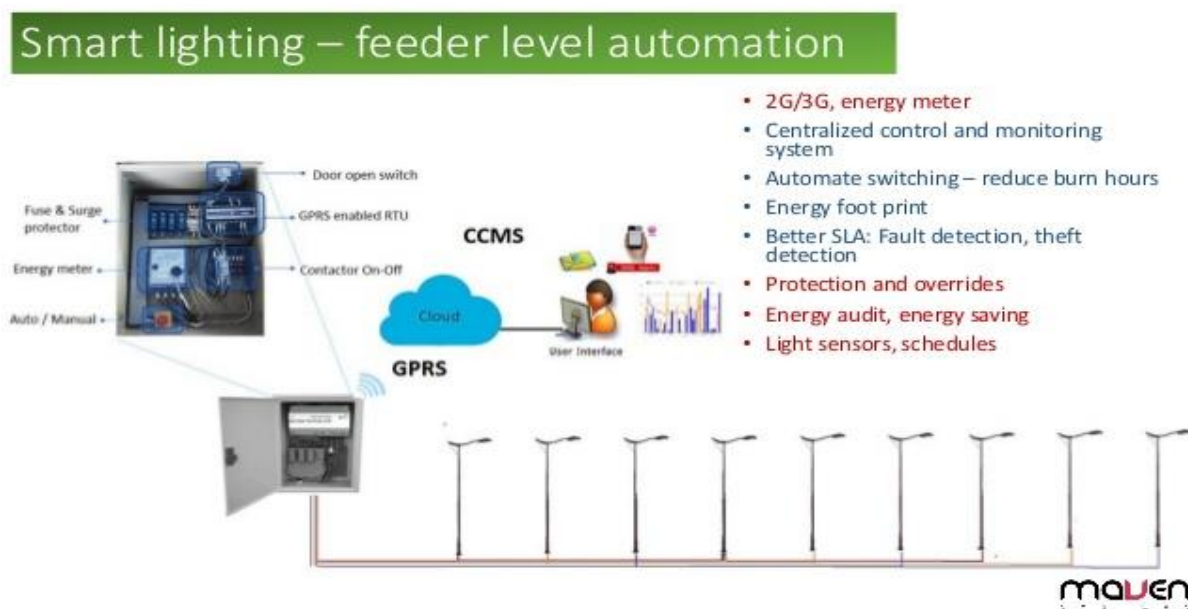 Smart lighting – feeder level automation
• 2G/3G, energy meter
• Centralized control and monitoring
system
• Automate switching – reduce burn hours
• Energy foot print
• Better SLA: Fault detection, theft
detection
• Protection and overrides
• Energy audit, energy saving
• Light sensors, schedules
Door open switch
Fuse & Surge
protector
GPRS enabled RTU
Energy meter
Contactor On-Off
Auto / Manual
CCMS
Cloud
User Interface
GPRS
maven